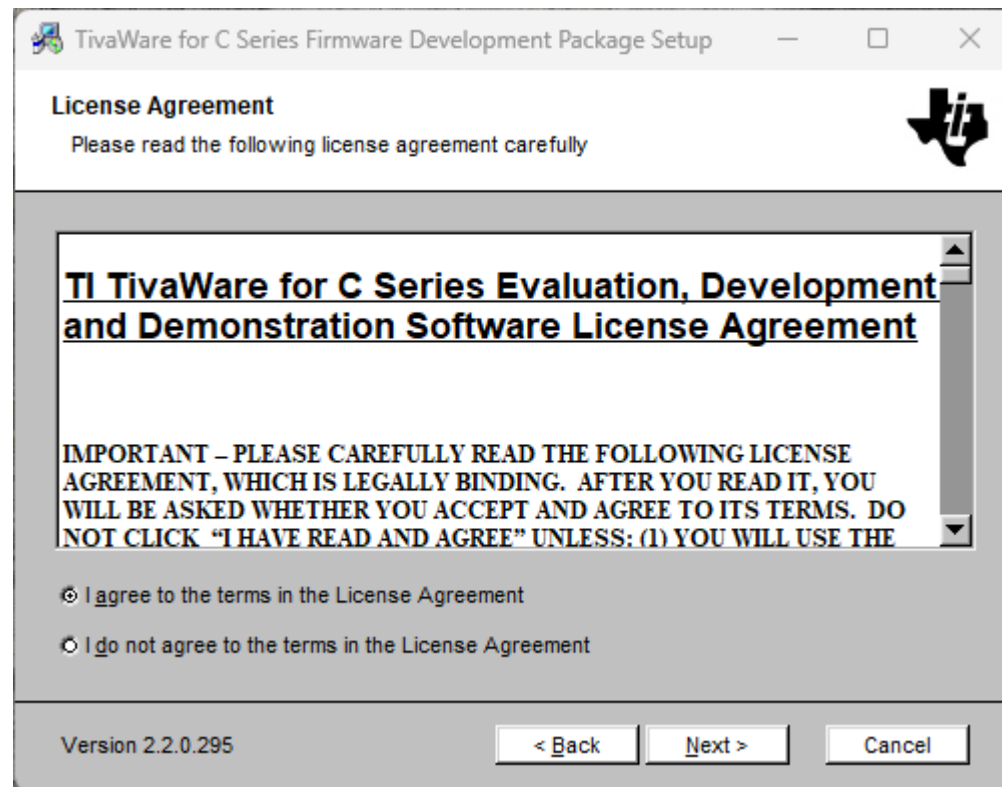 TivaWare for C Series Firmware Development Package Setup
License Agreement
Please read the following license agreement carefully
TI TivaWare for C Series Evaluation, Development
and Demonstration Software License Agreement
IMPORTANT – PLEASE CAREFULLY READ THE FOLLOWING LICENSE
AGREEMENT, WHICH IS LEGALLY BINDING.  AFTER YOU READ IT, YOU
WILL BE ASKED WHETHER YOU ACCEPT AND AGREE TO ITS TERMS.  DO
NOT CLICK  “I HAVE READ AND AGREE” UNLESS: (1) YOU WILL USE THE
I agree to the terms in the License Agreement
I do not agree to the terms in the License Agreement
Version 2.2.0.295
< Back
Next >
Cancel